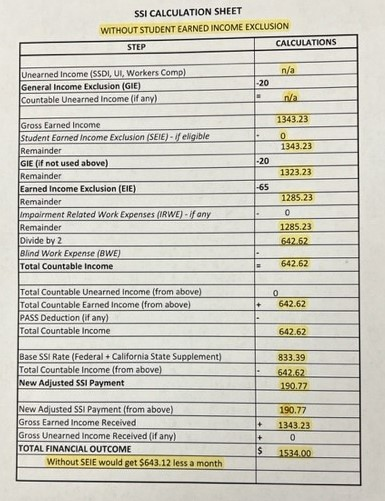 SSI CALCULATION SHEET
WITHOUT STUDENT EARNED INCOME EXCLUSION
STEP CALCULATIONS
Unearned Income (SSDI, UI, Workers Comp) n/a
General Income Exclusion (GIE) -20
Countable Unearned Income (if any) = n/a
Gross Earned Income 1343.23
Student Earned Income Exclusion (SEIE) - if eligible - 0
Remainder 1343.23
GIE (if not used above) -20
Remainder 1323.23
Earned Income Exclusion (EIE) -65
Remainder 1285.23
Impairment Related Work Expenses (IRWE) - if any - 0
Remainder 1285.23
Divide by 2 642.62
Blind Work Expense (BWE) -
Total Countable Income = 642.62
Total Countable Unearned Income (from above) 0
Total Countable Earned Income (from above) + 642.62
PASS Deduction (if any) -
Total Countable Income 642.62
Base SSI Rate (Federal + California State Supplement) 833.39
Total Countable Income (from above) - 642.62
New Adjusted SSI Payment 190.77
New Adjusted SSI Payment (from above) 190.77
Gross Earned Income Received + 1343.23
Gross Unearned Income Received (if any) + 0
TOTAL FINANCIAL OUTCOME $ 1534.00
Without SEIE would get $643.12 less a month